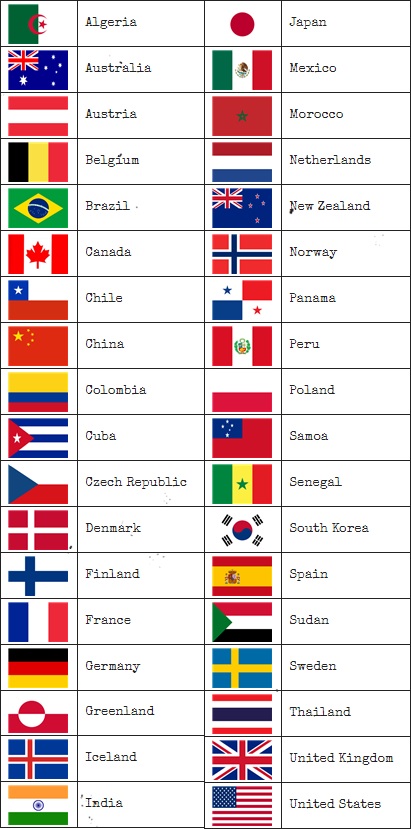 Algeria
Japan
Australia
Mexico
Austria
Morocco
Belgium
Netherlands
Brazil
New Zealand
Canada
Norway
Chile
Panama
China
Peru
Colombia
Poland
Cuba
Samoa
Czech Republic
Senegal
Denmark
South Korea
Finland
Spain
France
Sudan
Germany
Sweden
Greenland
Thailand
Iceland
United Kingdom
India
United States